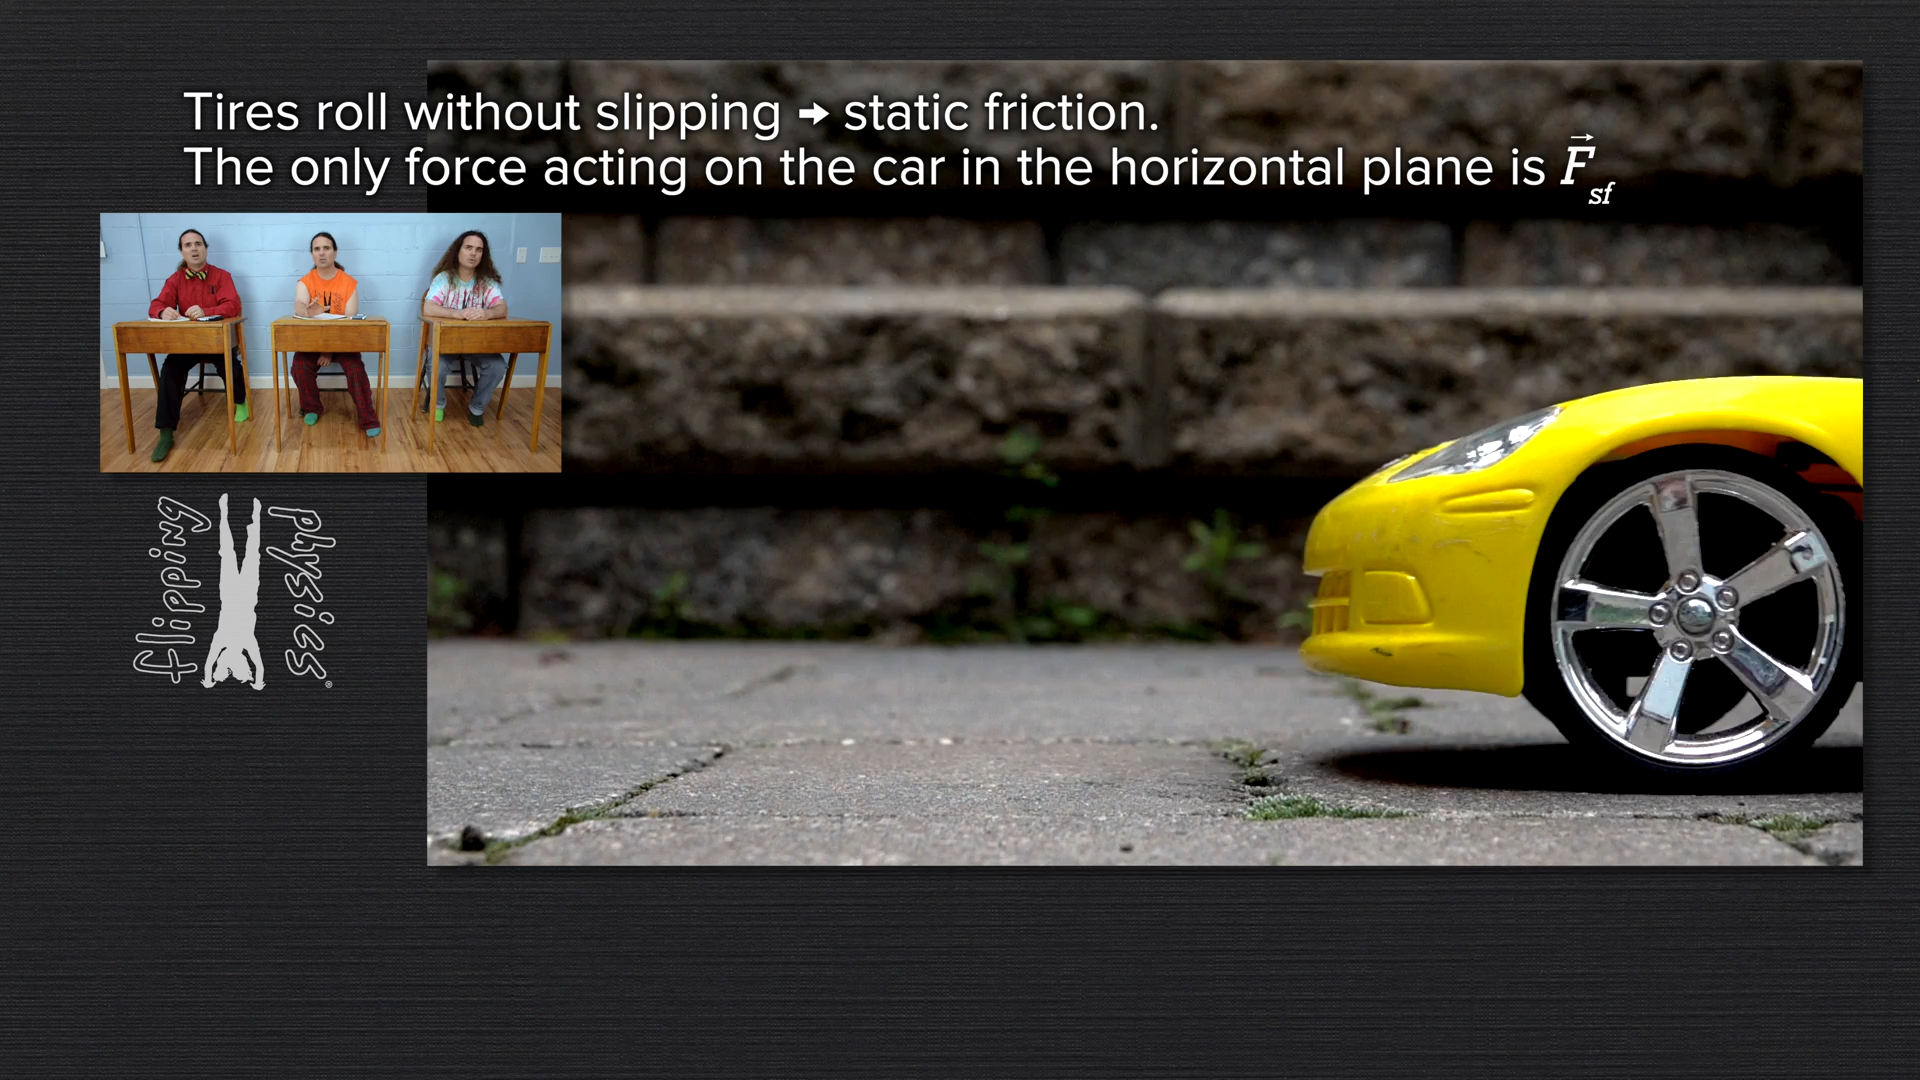 Tires roll without slipping ➜ static friction.
The only force acting on the car in the horizontal plane is F⃗sf
flipping
physics
®